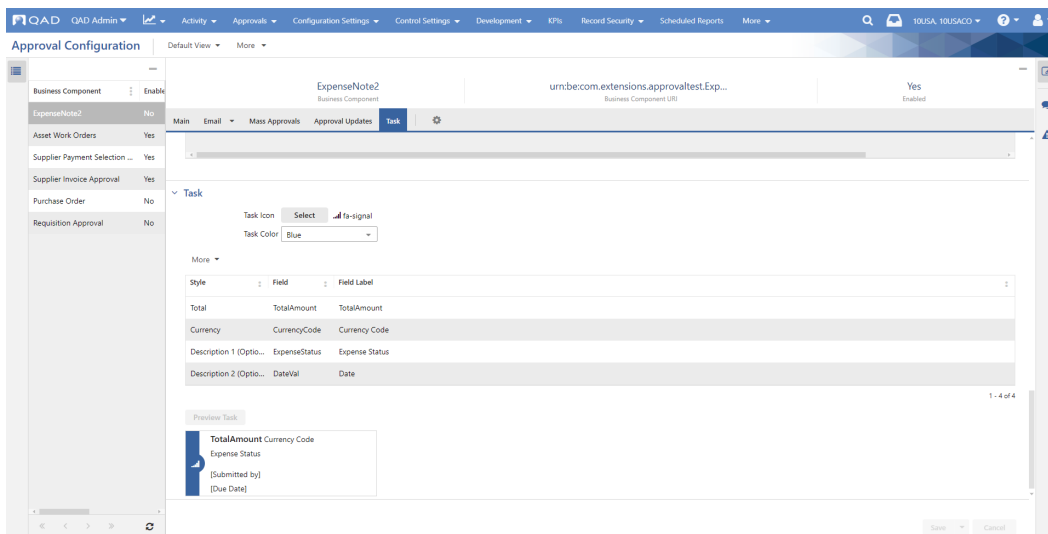 QAD QAD Admin Activity Approvals Configuration Settings Control Settings Development KPIs Record Security Scheduled Reports More 10USA, 10USACO ?
Approval Configuration Default View More
Business Component Enable
ExpenseNote2 No
Asset Work Orders Yes
Supplier Payment Selection ... Yes
Supplier Invoice Approval Yes
Purchase Order No
Requisition Approval No
ExpenseNote2 urn:be:com.extensions.approvaltest.Exp... Yes
Business Component Business Component URI Enabled
Main Email Mass Approvals Approval Updates Task
Task
Task Icon Select fa-signal
Task Color Blue
More
Style Field Field Label
Total TotalAmount TotalAmount
Currency CurrencyCode Currency Code
Description 1 (Optio... ExpenseStatus Expense Status
Description 2 (Optio... DateVal Date
1 - 4 of 4
Preview Task
TotalAmount Currency Code
Expense Status
[Submitted by]
[Due Date]
Save Cancel